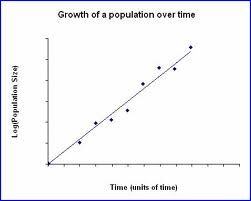 Growth of a population over time
Log(Population Size)
Time (units of time)